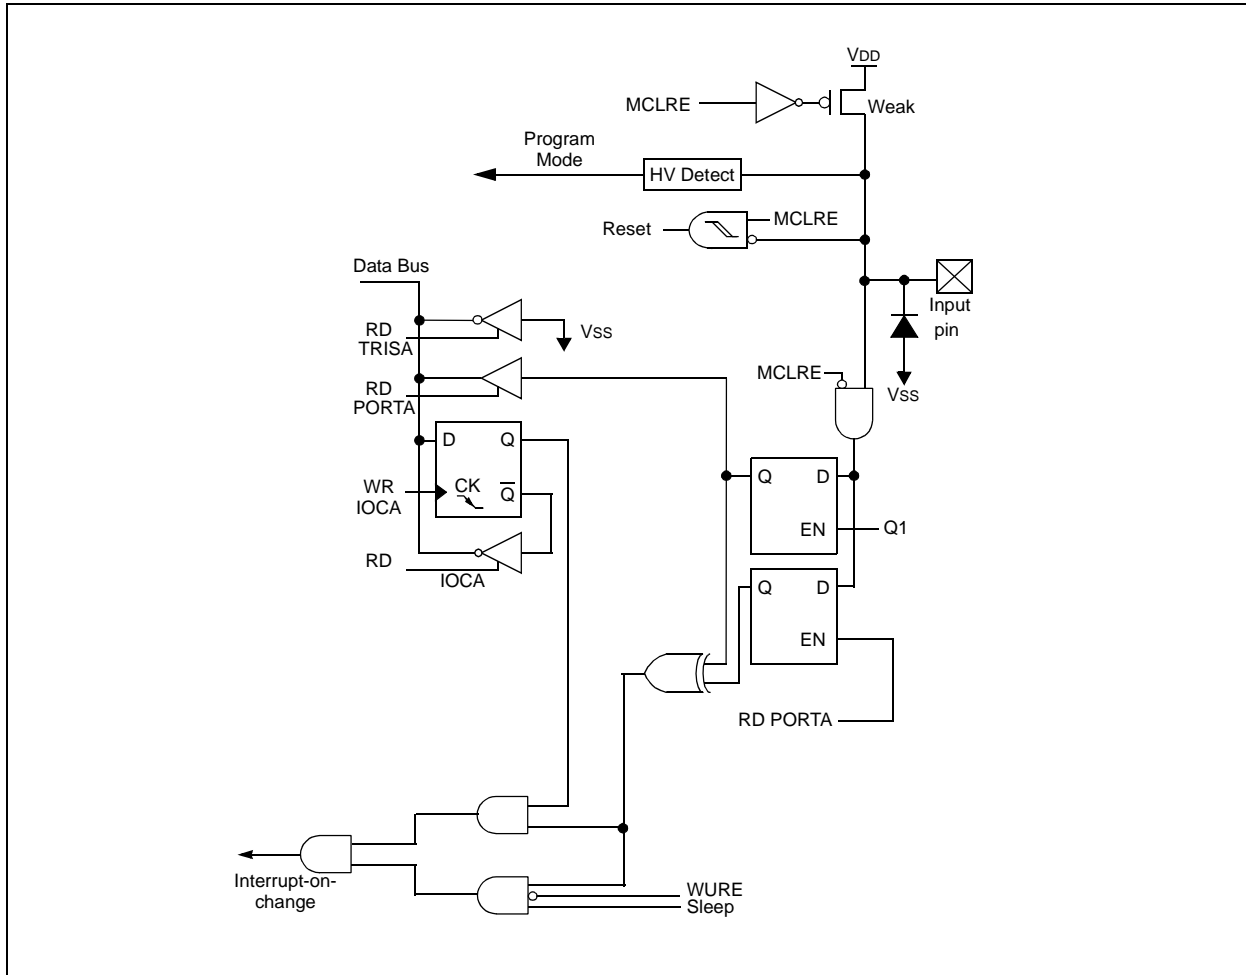 VDD
MCLRE
Weak
Program
Mode
HV Detect
MCLRE
Reset
Data Bus
Input
pin
RD
TRISA
VSS
MCLRE
VSS
RD
PORTA
D
Q
CK
Q
WR
IOCA
Q
D
EN
Q1
RD
IOCA
Q
D
EN
RD PORTA
Interrupt-on-
change
WURE
Sleep